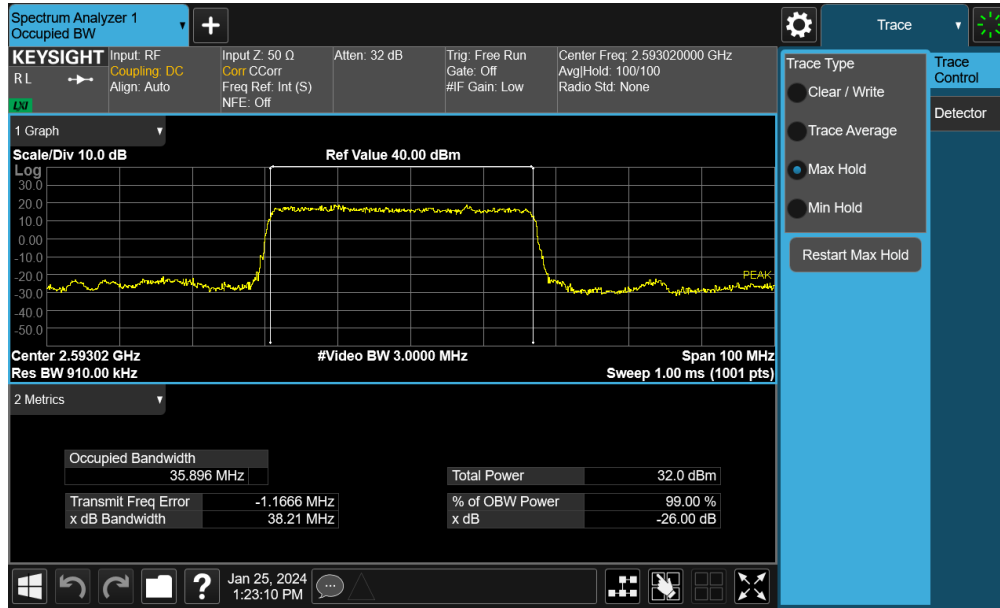 Spectrum Analyzer 1
Occupied BW
+
Trace
KEYSIGHT
R L
LXI
Input: RF
Coupling: DC
Align: Auto
Input Z: 50 Ω
Corr CCorr
Freq Ref: Int (S)
NFE: Off
Atten: 32 dB
Trig: Free Run
Gate: Off
#IF Gain: Low
Center Freq: 2.593020000 GHz
Avg|Hold: 100/100
Radio Std: None
1 Graph
Scale/Div 10.0 dB
Ref Value 40.00 dBm
Log
30.0
20.0
10.0
0.00
-10.0
-20.0
-30.0
-40.0
-50.0
PEAK
Center 2.59302 GHz
#Video BW 3.0000 MHz
Span 100 MHz
Res BW 910.00 kHz
Sweep 1.00 ms (1001 pts)
2 Metrics
Occupied Bandwidth
35.896 MHz
Total Power 32.0 dBm
Transmit Freq Error -1.1666 MHz
% of OBW Power 99.00 %
x dB Bandwidth 38.21 MHz
x dB -26.00 dB
Trace Type
Clear / Write
Trace Average
Max Hold
Min Hold
Restart Max Hold
Trace
Control
Detector
?
Jan 25, 2024
1:23:10 PM